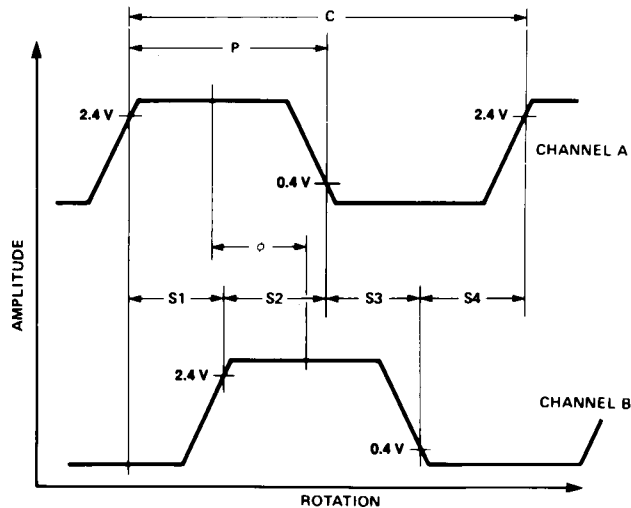 C
P
2.4 V
2.4 V
CHANNEL A
0.4 V
ϕ
S1 S2 S3 S4
AMPLITUDE
2.4 V
CHANNEL B
0.4 V
ROTATION